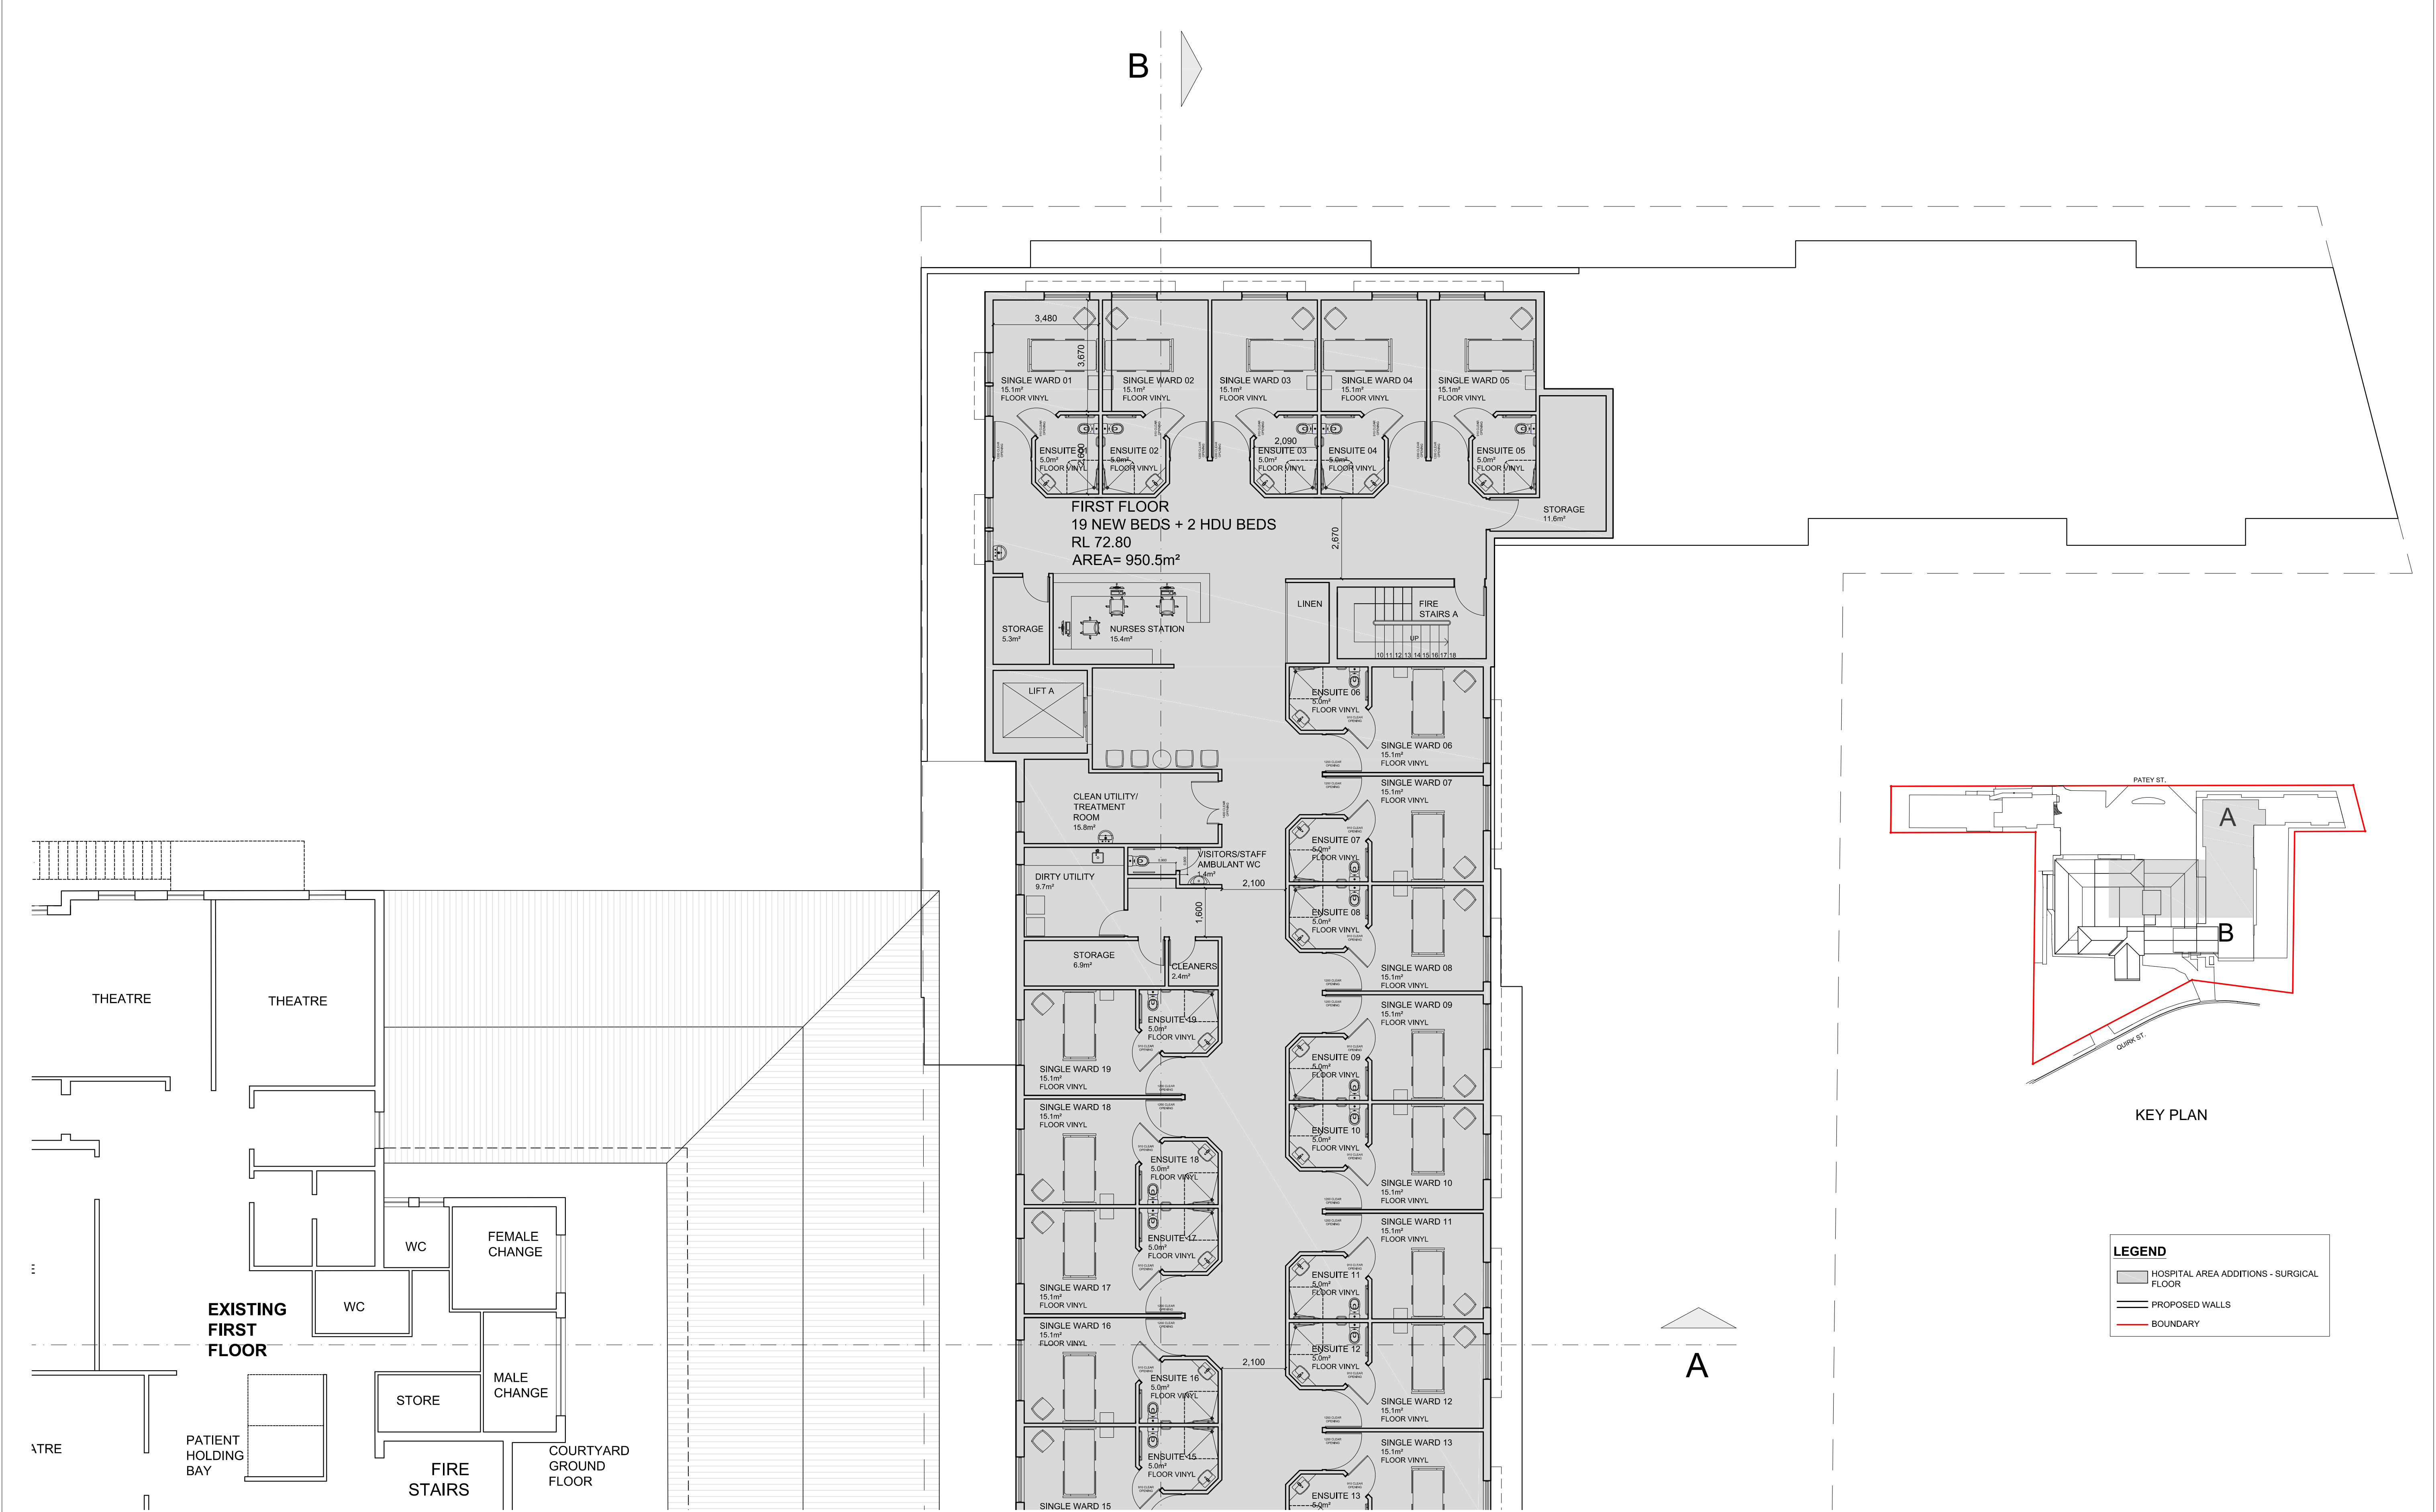 B
3,480
3,670
SINGLE WARD 01
15.1m²
FLOOR VINYL
SINGLE WARD 02
15.1m²
FLOOR VINYL
SINGLE WARD 03
15.1m²
FLOOR VINYL
SINGLE WARD 04
15.1m²
FLOOR VINYL
SINGLE WARD 05
15.1m²
FLOOR VINYL
2,600
2,090
ENSUITE
5.0m²
FLOOR VINYL
ENSUITE 02
5.0m²
FLOOR VINYL
ENSUITE 03
5.0m²
FLOOR VINYL
ENSUITE 04
5.0m²
FLOOR VINYL
ENSUITE 05
5.0m²
FLOOR VINYL
FIRST FLOOR
19 NEW BEDS + 2 HDU BEDS
RL 72.80
AREA= 950.5m²
2,670
STORAGE
11.6m²
STORAGE
5.3m²
NURSES STATION
15.4m²
LINEN
FIRE
STAIRS A
UP
10 11 12 13 14 15 16 17 18
LIFT A
ENSUITE 06
5.0m²
FLOOR VINYL
SINGLE WARD 06
15.1m²
FLOOR VINYL
CLEAN UTILITY/
TREATMENT
ROOM
15.8m²
SINGLE WARD 07
15.1m²
FLOOR VINYL
ENSUITE 07
5.0m²
FLOOR VINYL
VISITORS/STAFF
AMBULANT WC
1.4m²
DIRTY UTILITY
9.7m²
2,100
1,600
ENSUITE 08
5.0m²
FLOOR VINYL
SINGLE WARD 08
15.1m²
FLOOR VINYL
STORAGE
6.9m²
CLEANERS
2.4m²
SINGLE WARD 09
15.1m²
FLOOR VINYL
ENSUITE 19
5.0m²
FLOOR VINYL
ENSUITE 09
5.0m²
FLOOR VINYL
SINGLE WARD 19
15.1m²
FLOOR VINYL
SINGLE WARD 18
15.1m²
FLOOR VINYL
ENSUITE 10
5.0m²
FLOOR VINYL
ENSUITE 18
5.0m²
FLOOR VINYL
SINGLE WARD 10
15.1m²
FLOOR VINYL
SINGLE WARD 11
15.1m²
FLOOR VINYL
ENSUITE 17
5.0m²
FLOOR VINYL
ENSUITE 11
5.0m²
FLOOR VINYL
SINGLE WARD 17
15.1m²
FLOOR VINYL
SINGLE WARD 16
15.1m²
FLOOR VINYL
ENSUITE 12
5.0m²
FLOOR VINYL
2,100
ENSUITE 16
5.0m²
FLOOR VINYL
SINGLE WARD 12
15.1m²
FLOOR VINYL
SINGLE WARD 13
15.1m²
FLOOR VINYL
ENSUITE 15
5.0m²
FLOOR VINYL
ENSUITE 13
5.0m²
SINGLE WARD 15
THEATRE
THEATRE
WC
FEMALE
CHANGE
WC
EXISTING
FIRST
FLOOR
MALE
CHANGE
STORE
ATRE
PATIENT
HOLDING
BAY
FIRE
STAIRS
COURTYARD
GROUND
FLOOR
A
PATEY ST.
A
B
QUIRK ST.
KEY PLAN
LEGEND
HOSPITAL AREA ADDITIONS - SURGICAL
FLOOR
PROPOSED WALLS
BOUNDARY